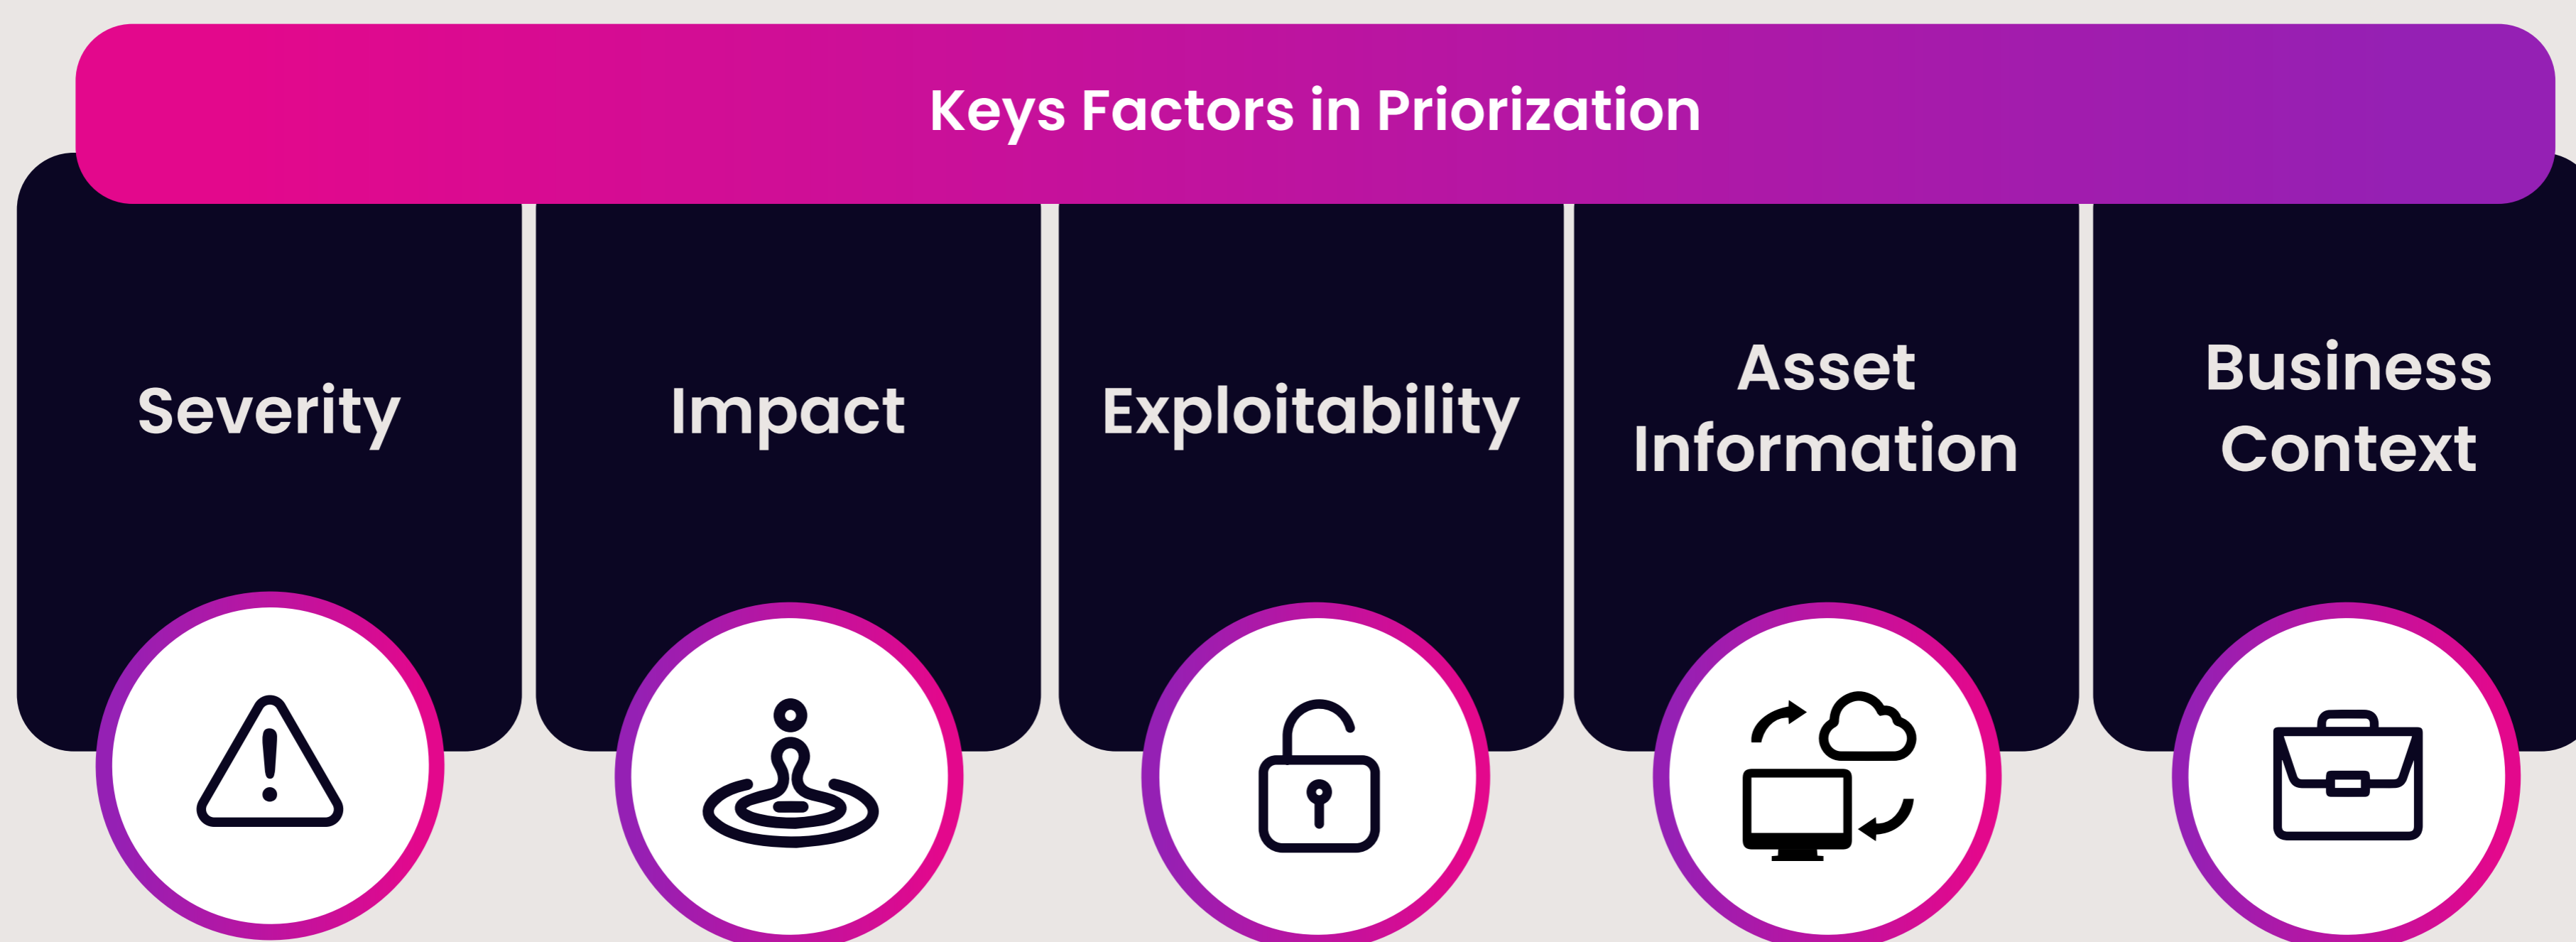 Keys Factors in Priorization
Severity
Impact
Exploitability
Asset
Information
Business
Context